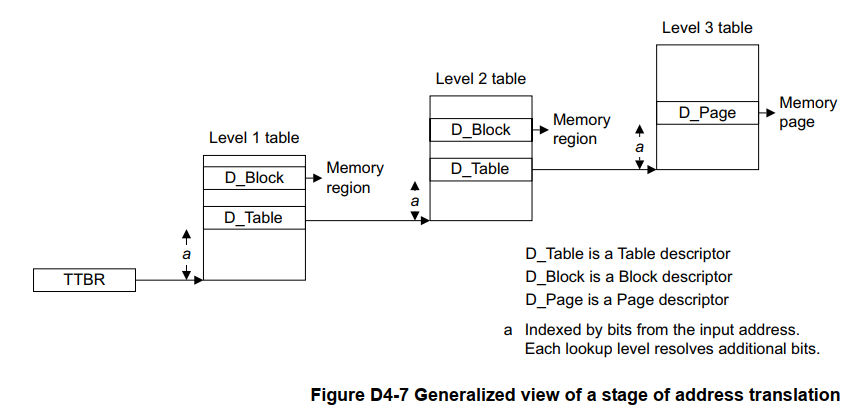 Level 3 table
D_Page
Memory
page
a
Level 2 table
D_Block
Memory
region
D_Table
a
Level 1 table
D_Block
Memory
region
D_Table
a
TTBR
D_Table is a Table descriptor
D_Block is a Block descriptor
D_Page is a Page descriptor
a Indexed by bits from the input address.
Each lookup level resolves additional bits.
Figure D4-7 Generalized view of a stage of address translation